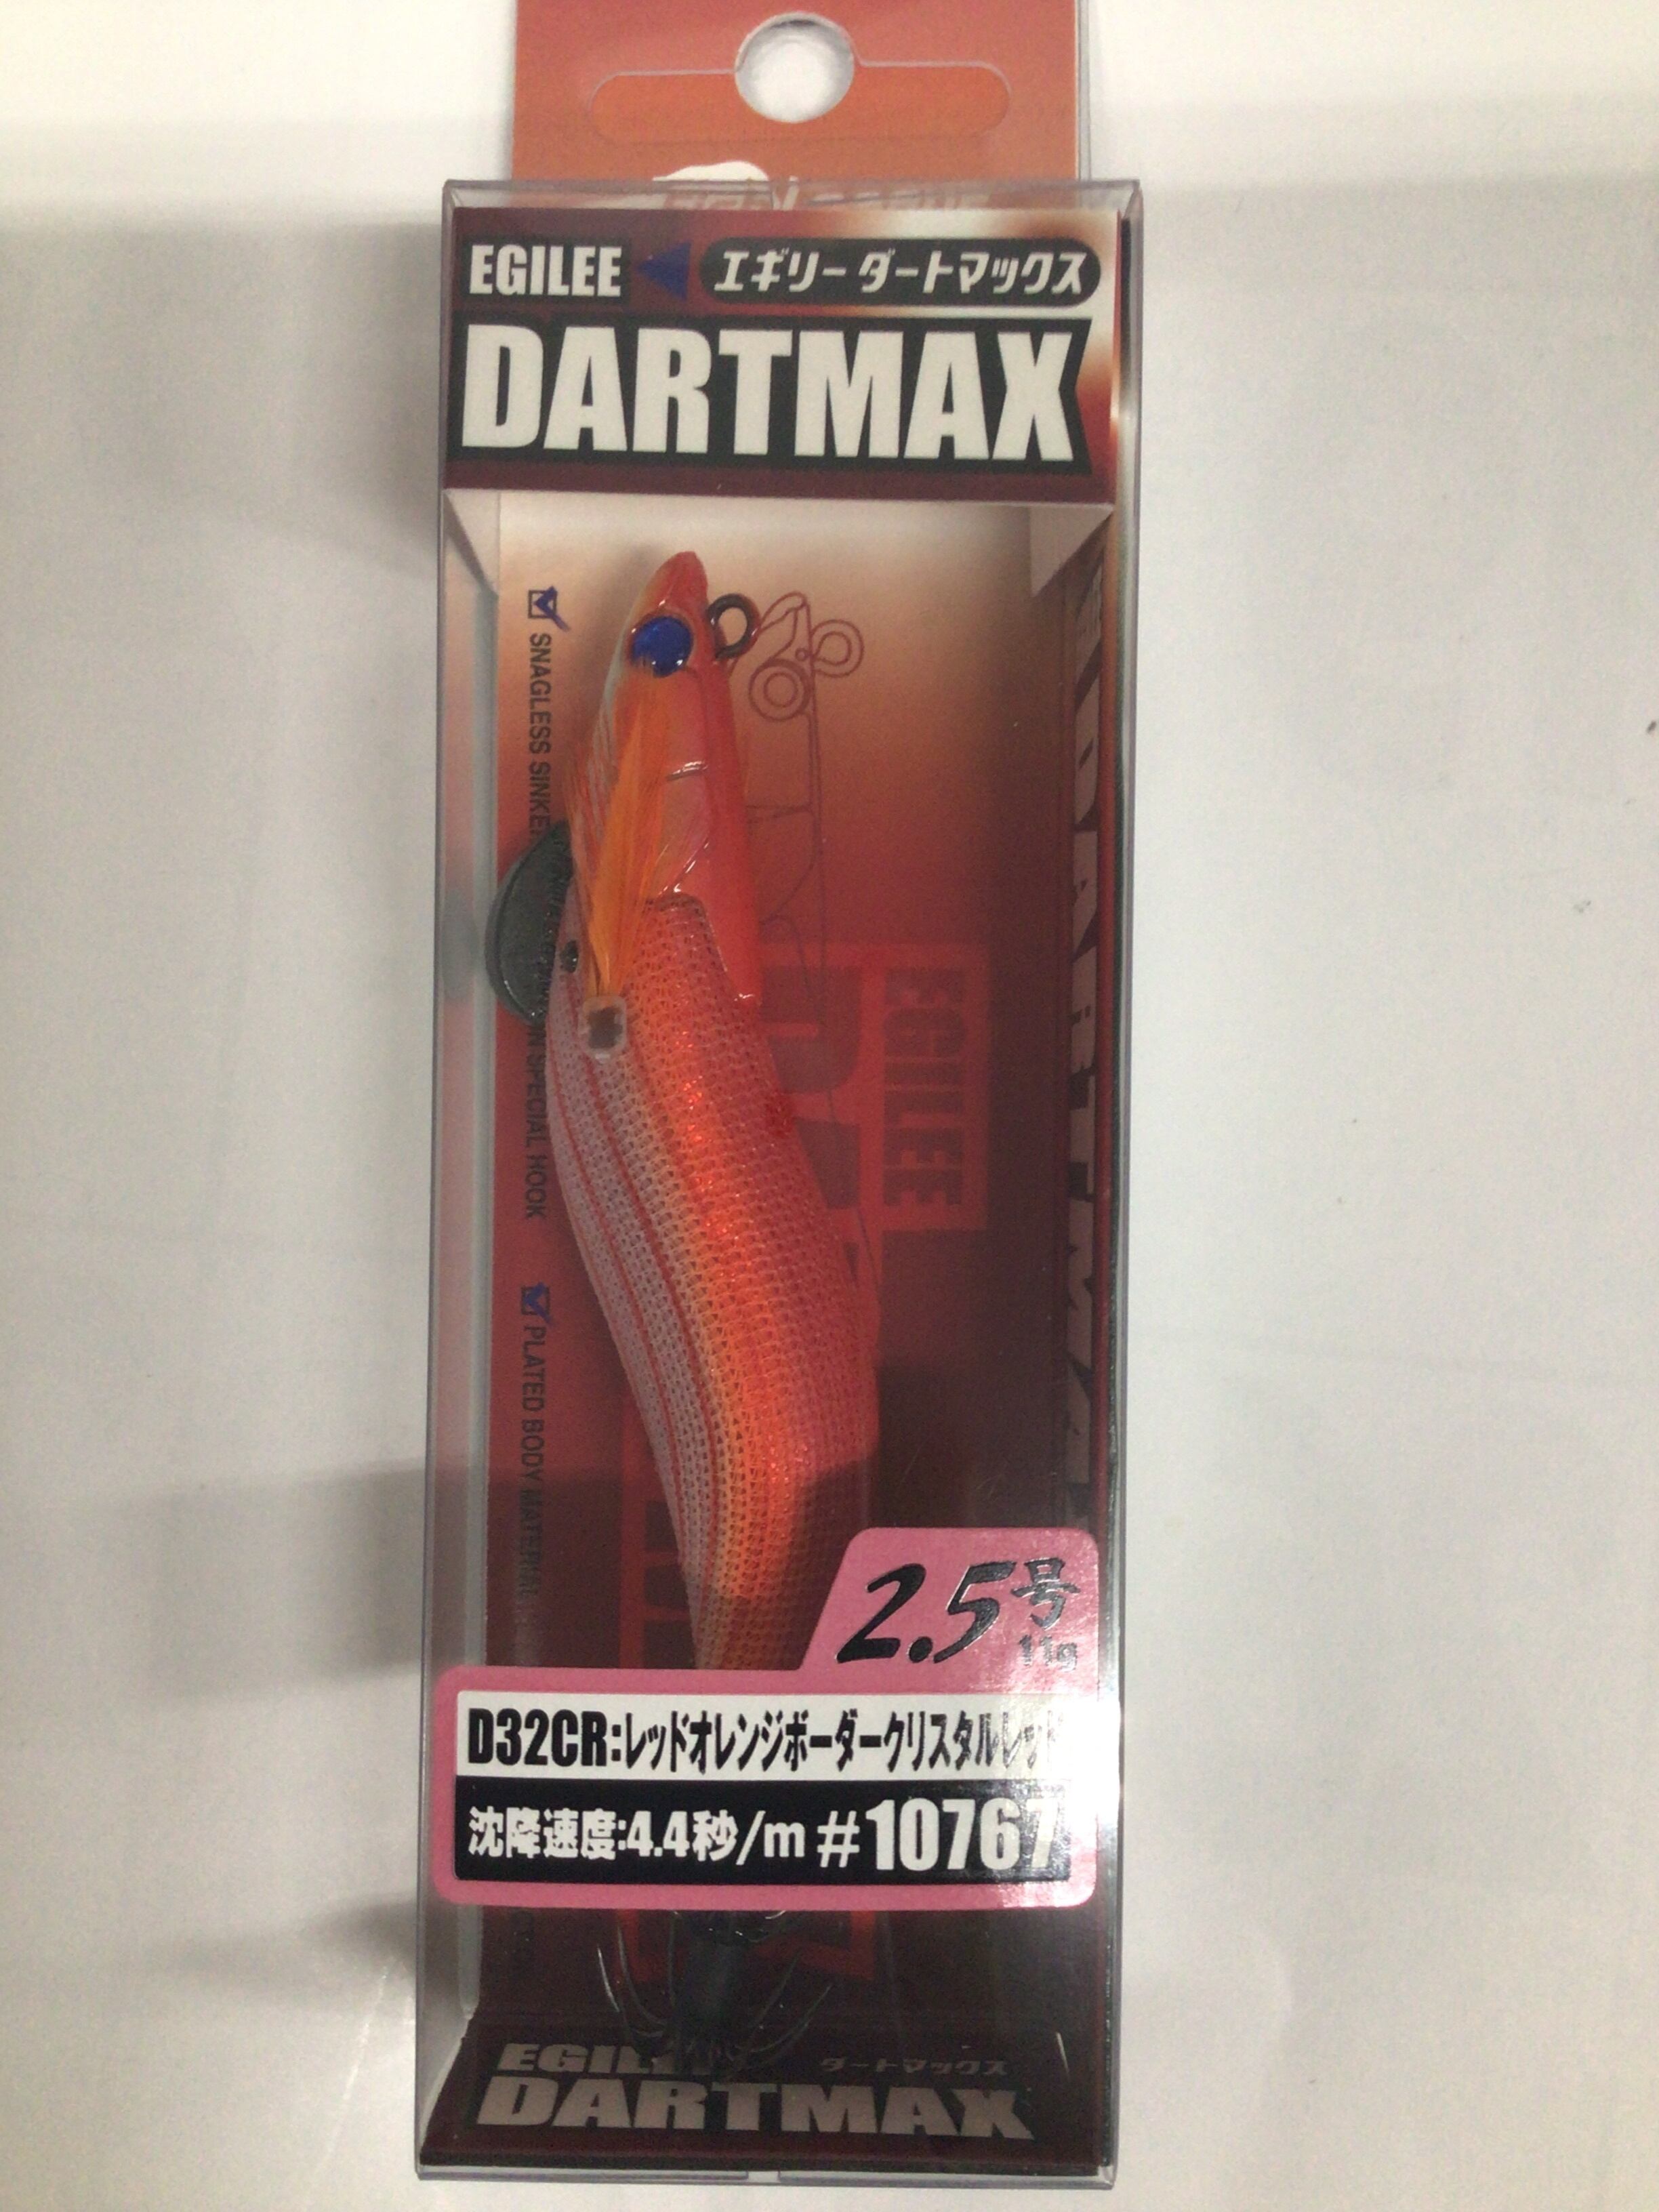 EGILEE
エギリー ダートマックス
DARTMAX
SNAGLESS SINKER
SPECIAL HOOK
PLATED BODY MATERIAL
EGILEE
2.5号
11g
D32CR:レッドオレンジボーダークリスタルレッド
沈降速度:4.4秒/m #10767
ダートマックス
DARTMAX